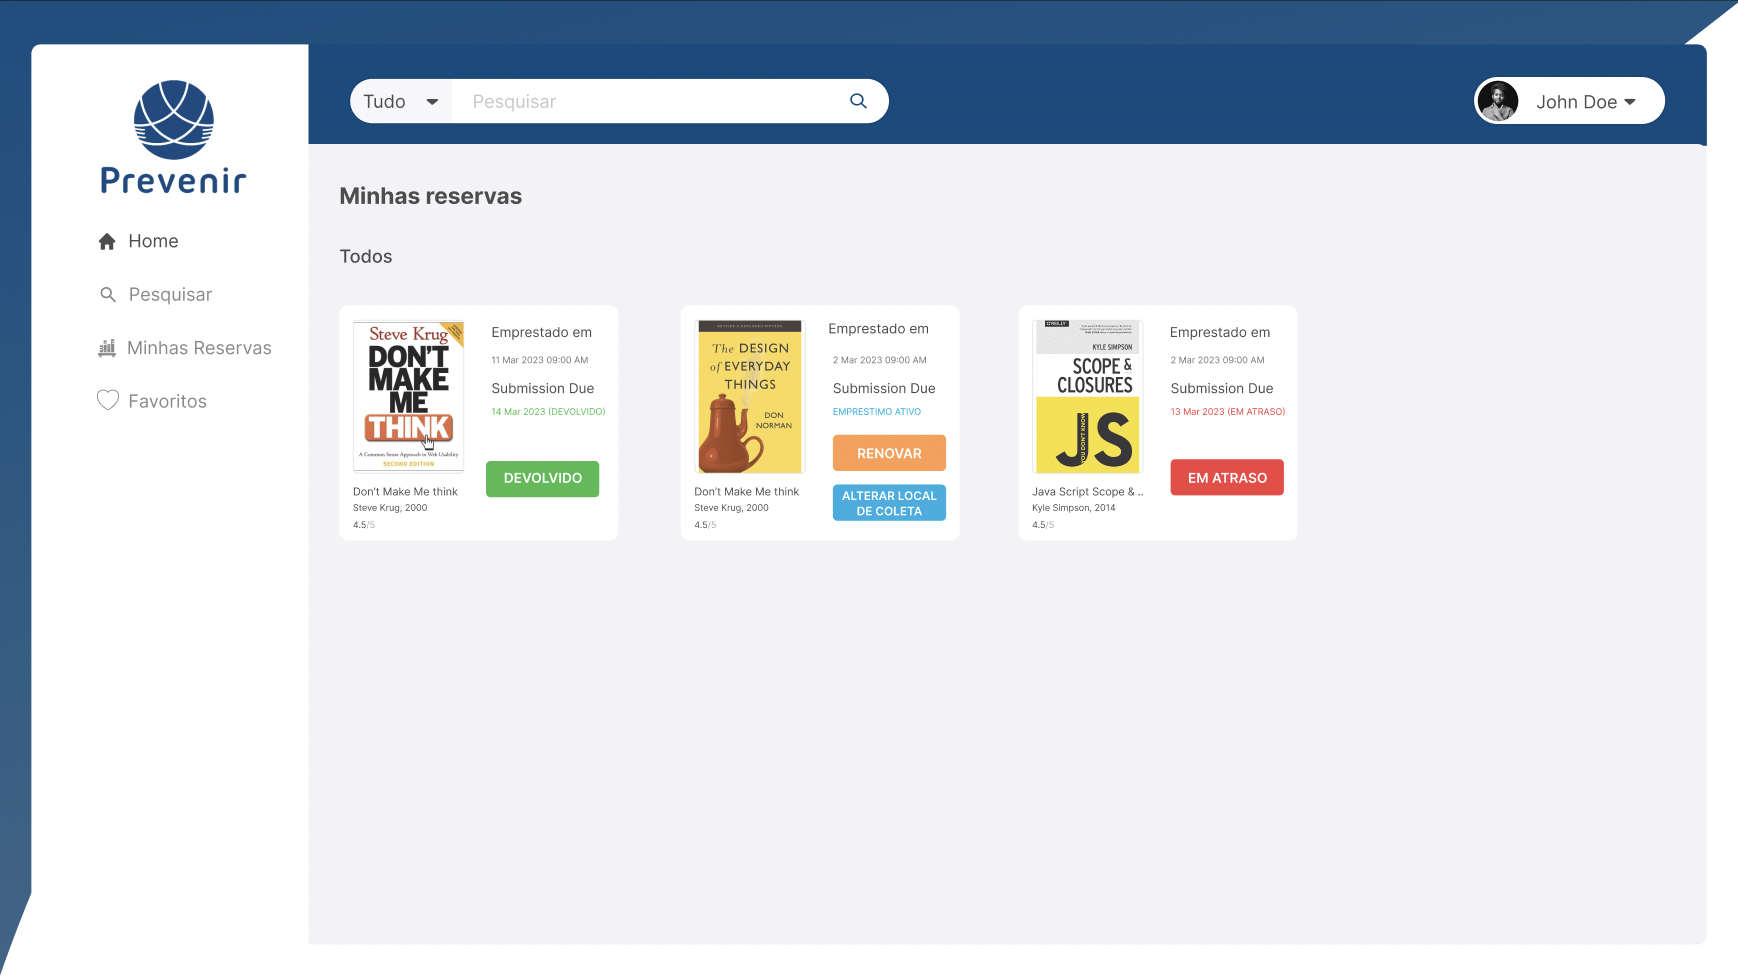 Tudo
Pesquisar
John Doe
Prevenir
Home
Pesquisar
Minhas Reservas
Favoritos
Minhas reservas
Todos
Steve Krug
DON'T
MAKE
ME
THINK
A Common Sense Approach to Web Usability
SECOND EDITION
Emprestado em
11 Mar 2023 09:00 AM
Submission Due
14 Mar 2023 (DEVOLVIDO)
DEVOLVIDO
Don't Make Me think
Steve Krug, 2000
4.5/5
REVISED & EXPANDED EDITION
The DESIGN
of EVERYDAY
THINGS
DON
NORMAN
Emprestado em
2 Mar 2023 09:00 AM
Submission Due
EMPRESTIMO ATIVO
RENOVAR
ALTERAR LOCAL
DE COLETA
Don't Make Me think
Steve Krug, 2000
4.5/5
O'REILLY
KYLE SIMPSON
SCOPE &
CLOSURES
JS
YOU DON'T KNOW
Emprestado em
2 Mar 2023 09:00 AM
Submission Due
13 Mar 2023 (EM ATRASO)
EM ATRASO
Java Script Scope & ..
Kyle Simpson, 2014
4.5/5